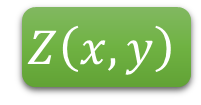 Z(x, y)